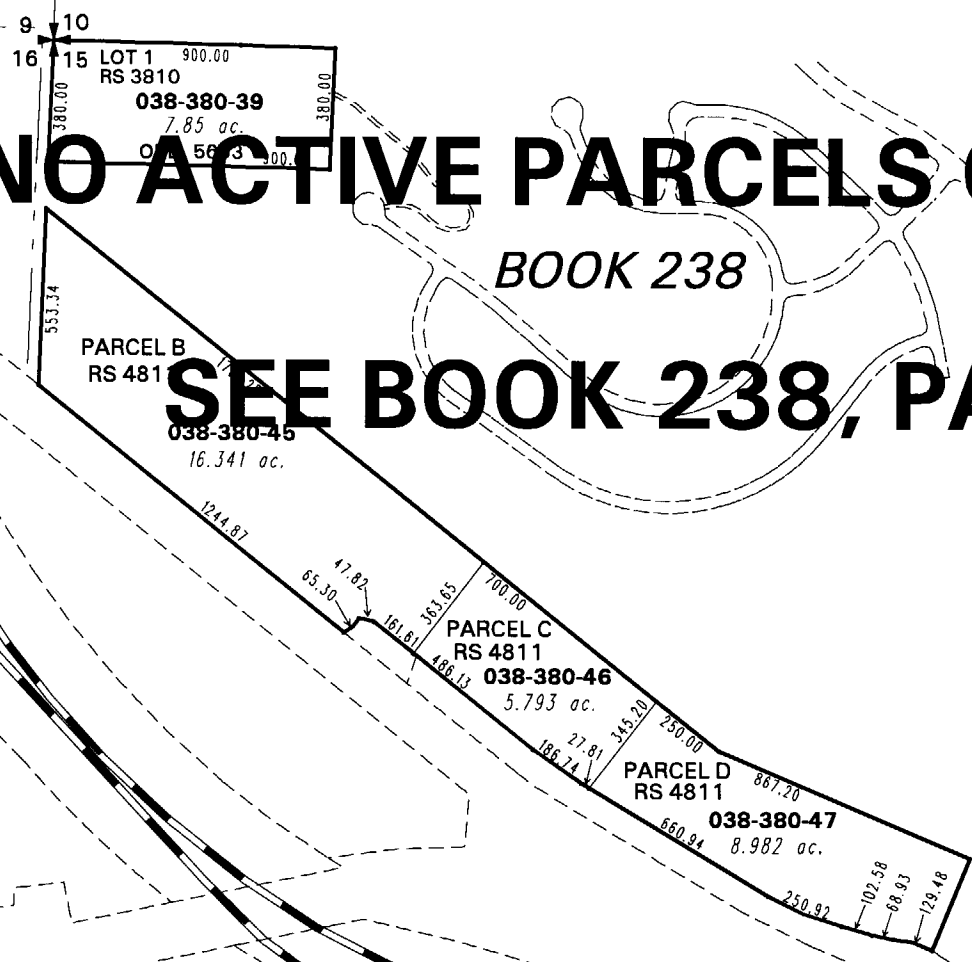 9 10
16 15
LOT 1 900.00
RS 3810
038-380-39
7.85 ac.
380.00
380.00
NO ACTIVE PARCELS
BOOK 238
553.34
PARCEL B
RS 4811
SEE BOOK 238, PA
038-380-45
16.341 ac.
1244.87
65.30
47.82
161.61
363.65
700.00
PARCEL C
RS 4811
038-380-46
5.793 ac.
486.13
186.74
27.81
345.20
250.00
PARCEL D
RS 4811
867.20
038-380-47
8.982 ac.
660.94
250.92
102.58
68.93
129.48